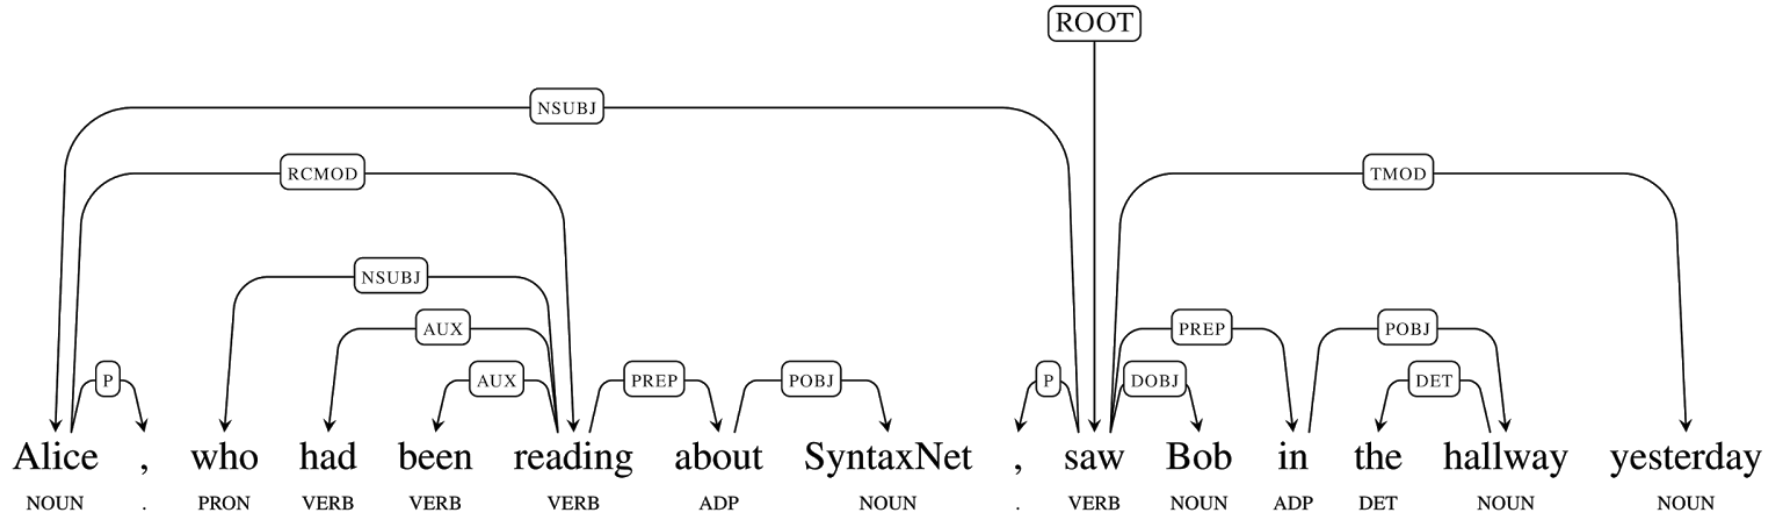 ROOT
NSUBJ
RCMOD TMOD
NSUBJ
AUX PREP POBJ
P AUX PREP POBJ P DOBJ DET
Alice , who had been reading about SyntaxNet , saw Bob in the hallway yesterday
NOUN . PRON VERB VERB VERB ADP NOUN . VERB NOUN ADP DET NOUN NOUN